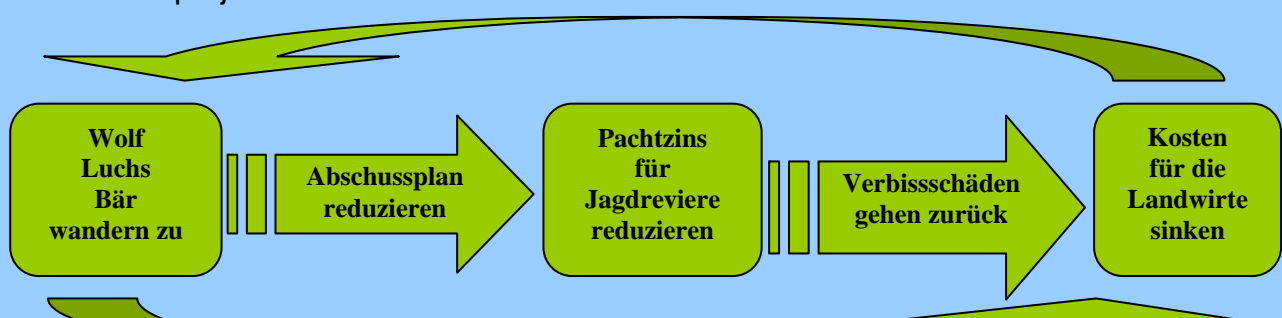 Wolf
Luchs
Bär
wandern zu
Abschussplan
reduzieren
Pachtzins
für
Jagdreviere
reduzieren
Verbissschäden
gehen zurück
Kosten
für die
Landwirte
sinken